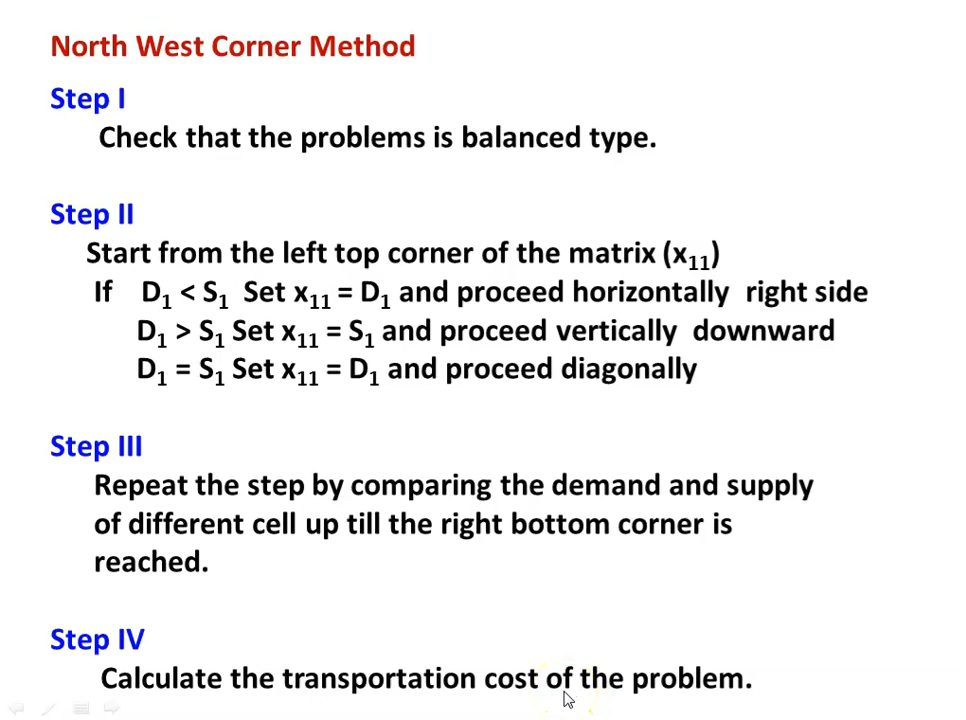 North West Corner Method
Step I
Check that the problems is balanced type.
Step II
Start from the left top corner of the matrix (x₁₁)
If D₁ < S₁ Set x₁₁ = D₁ and proceed horizontally right side
D₁ > S₁ Set x₁₁ = S₁ and proceed vertically downward
D₁ = S₁ Set x₁₁ = D₁ and proceed diagonally
Step III
Repeat the step by comparing the demand and supply
of different cell up till the right bottom corner is
reached.
Step IV
Calculate the transportation cost of the problem.